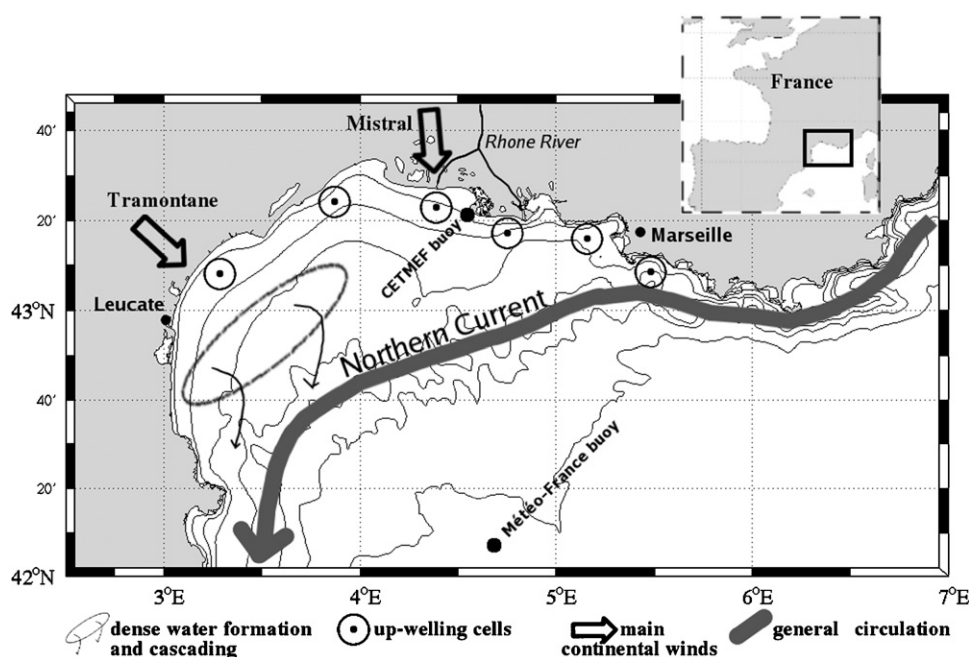 France
Mistral
Rhone River
Tramontane
CETMEF buoy
Marseille
Leucate
Northern Current
Météo-France buoy
40'
20'
43°N
40'
20'
42°N
3°E
4°E
5°E
6°E
7°E
dense water formation
and cascading
up-welling cells
main
continental winds
general circulation